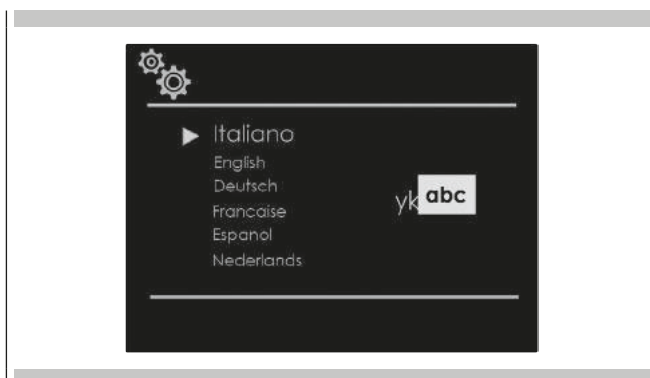 Italiano
English
Deutsch
Francaise
Espanol
Nederlands
yk abc